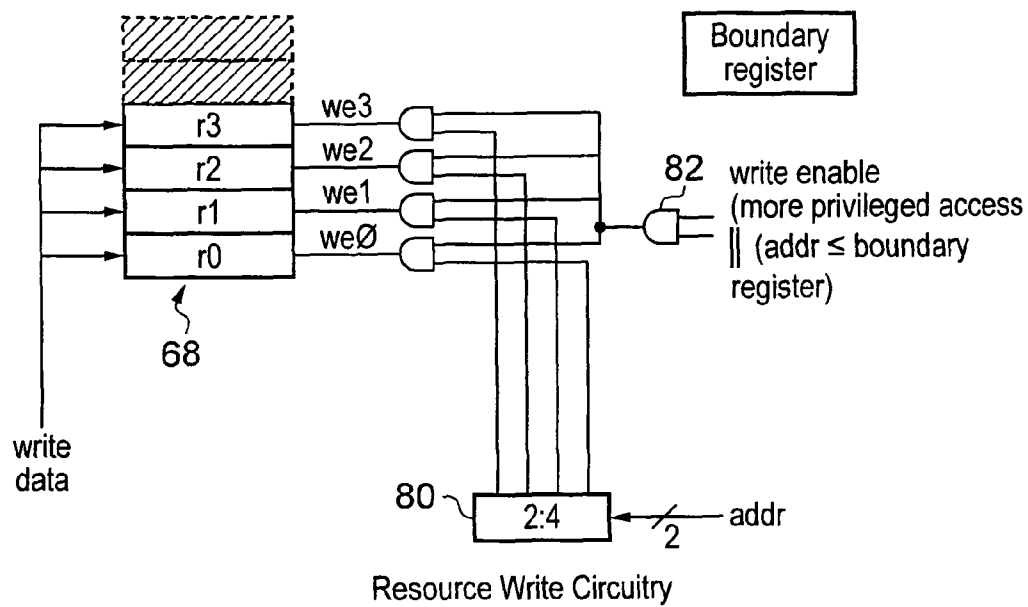 Boundary
register
r3
r2
r1
r0
we3
we2
we1
weØ
82
write enable
(more privileged access
|| (addr ≤ boundary
register)
68
write
data
80
2:4
addr
2
Resource Write Circuitry